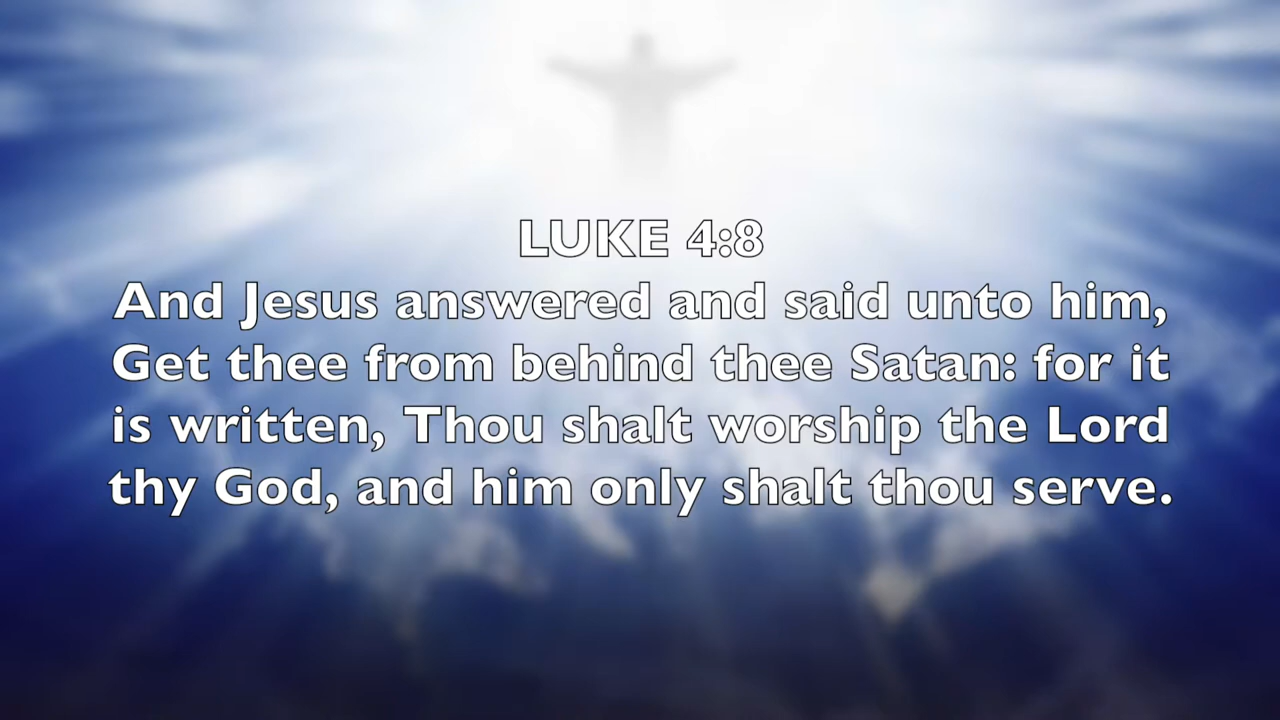 LUKE 4:8
And Jesus answered and said unto him,
Get thee from behind thee Satan: for it
is written, Thou shalt worship the Lord
thy God, and him only shalt thou serve.